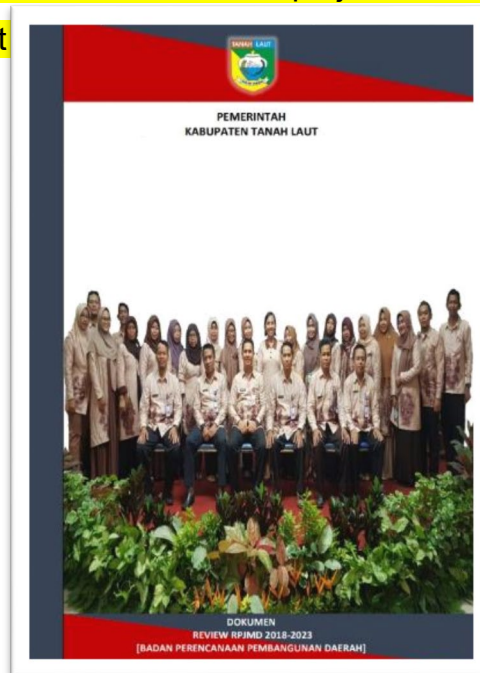 t
TANAH LAUT
PEMERINTAH
KABUPATEN TANAH LAUT
DOKUMEN
REVIEW RPJMD 2018-2023
[BADAN PERENCANAAN PEMBANGUNAN DAERAH]